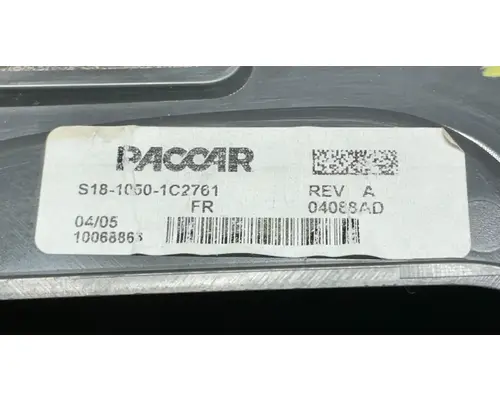 PACCAR
S18-1060-1C2761 REV A
FR 04088AD
04/05
10068863